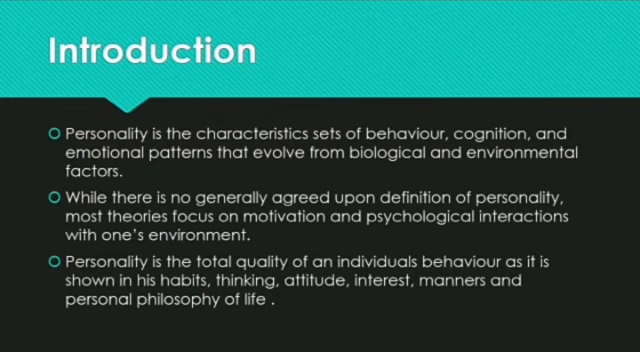 Introduction
Personality is the characteristics sets of behaviour, cognition, and
emotional patterns that evolve from biological and environmental
factors.
While there is no generally agreed upon definition of personality,
most theories focus on motivation and psychological interactions
with one's environment.
Personality is the total quality of an individuals behaviour as it is
shown in his habits, thinking, attitude, interest, manners and
personal philosophy of life .